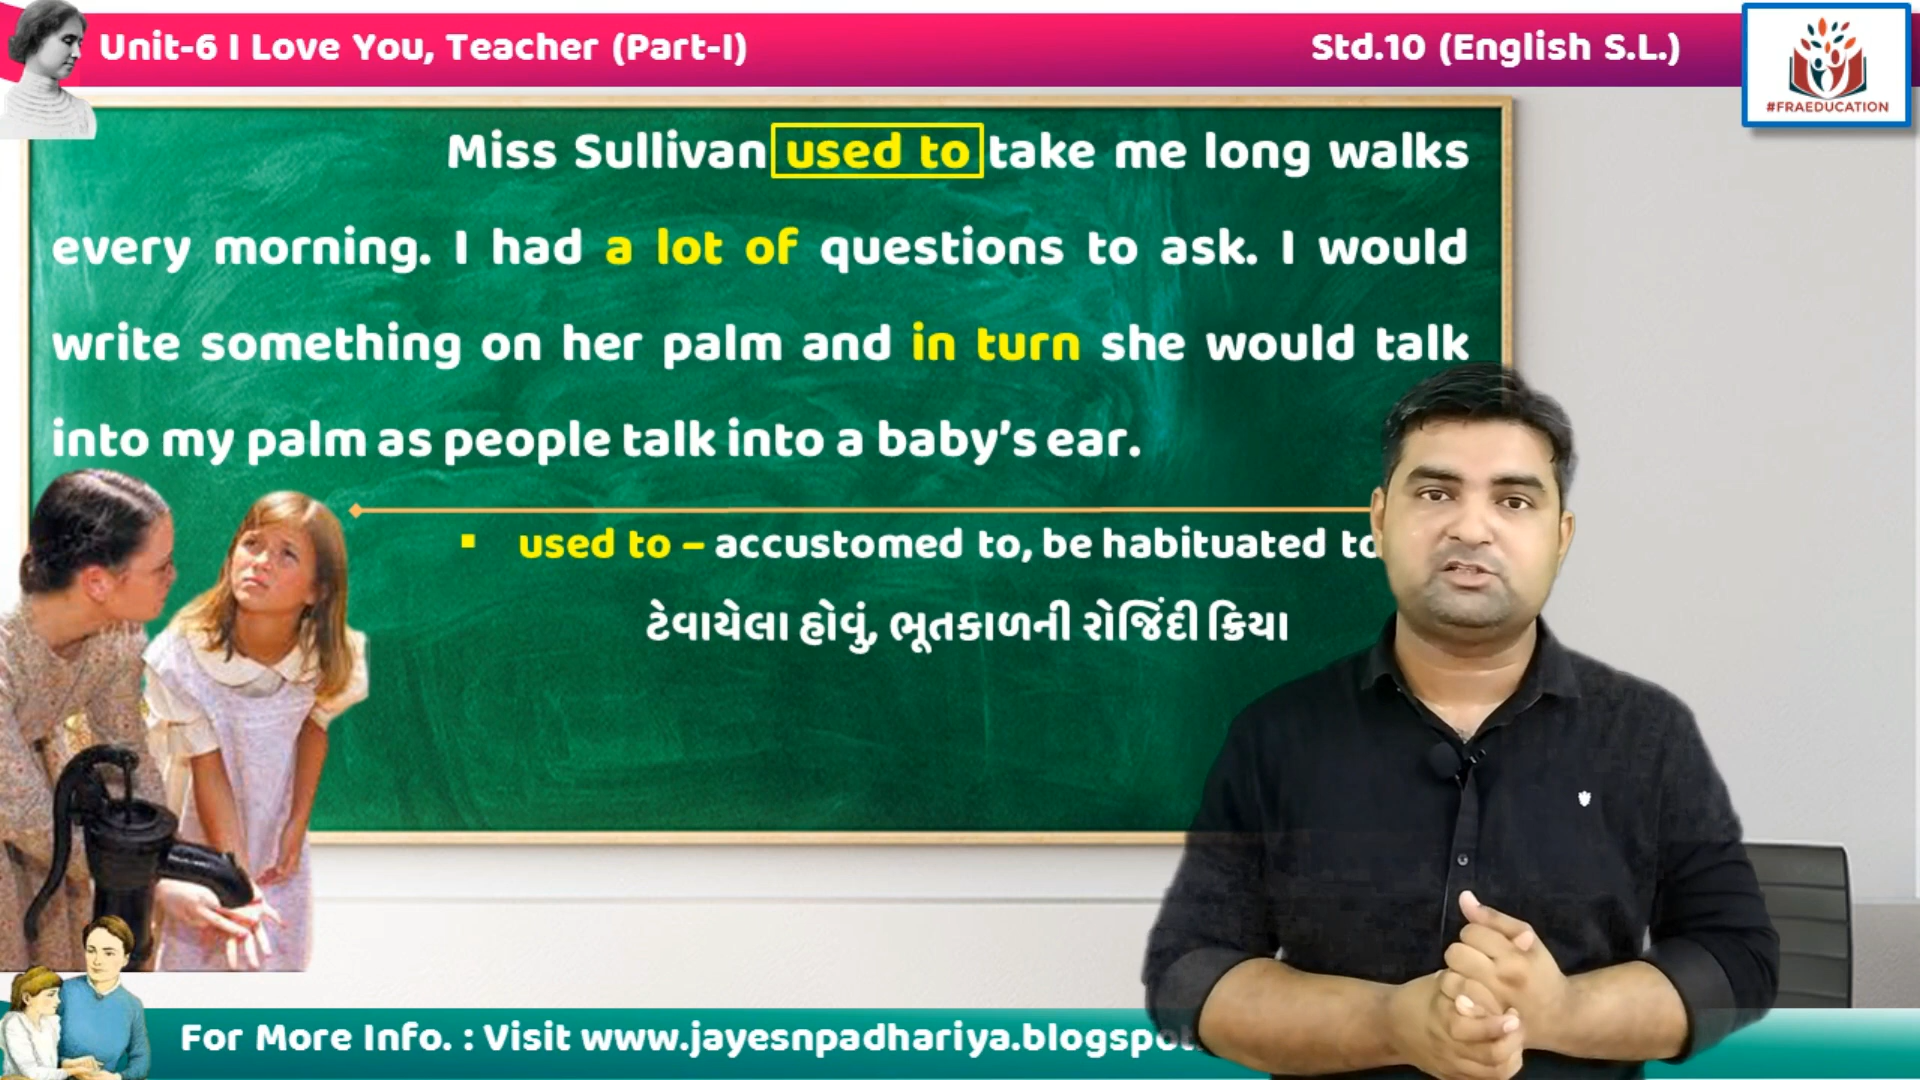 Unit-6 I Love You, Teacher (Part-I)
Std.10 (English S.L.)
#FRAEDUCATION
Miss Sullivan used to take me long walks
every morning. I had a lot of questions to ask. I would
write something on her palm and in turn she would talk
into my palm as people talk into a baby's ear.
▪ used to – accustomed to, be habituated to
ટેવાયેલા હોવું, ભૂતકાળની રોજિંદી ક્રિયા
For More Info. : Visit www.jayesnpadhariya.blogspot.